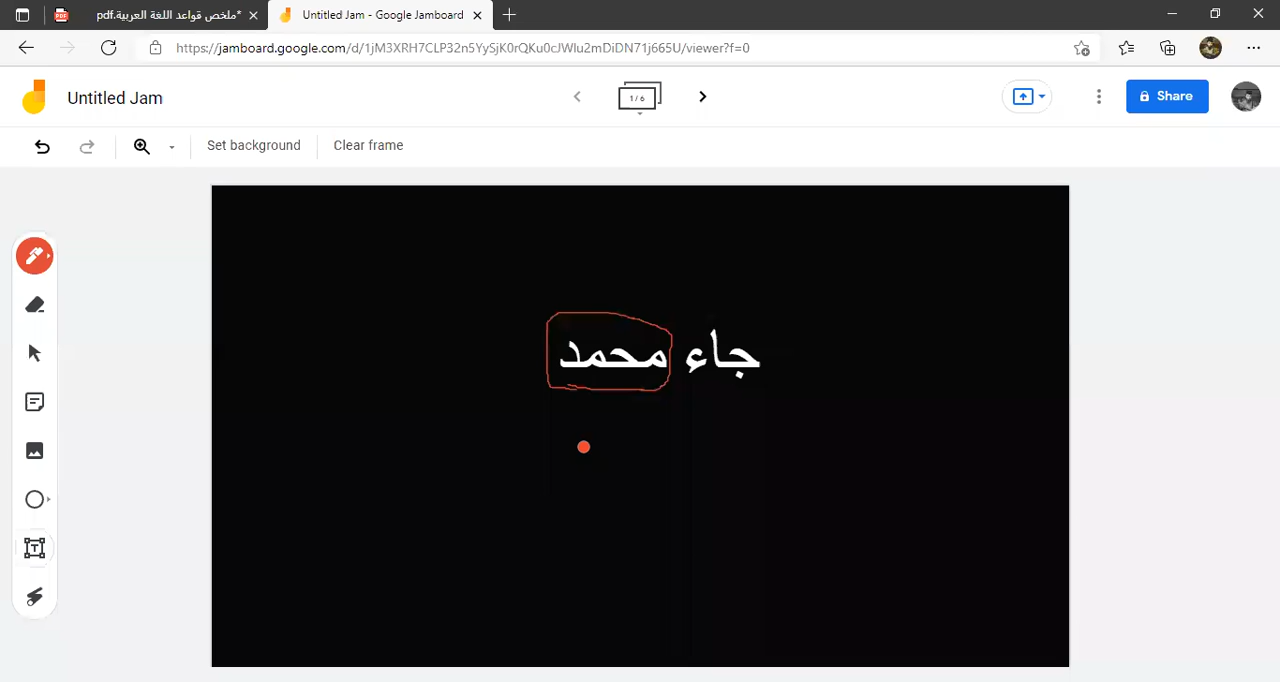 *ملخص قواعد اللغة العربية.pdf
Untitled Jam - Google Jamboard
https://jamboard.google.com/d/1jM3XRH7CLP32n5YySjK0rQKu0cJWlu2mDiDN71j665U/viewer?f=0
Untitled Jam
1 / 6
Share
Set background
Clear frame
جاء محمد